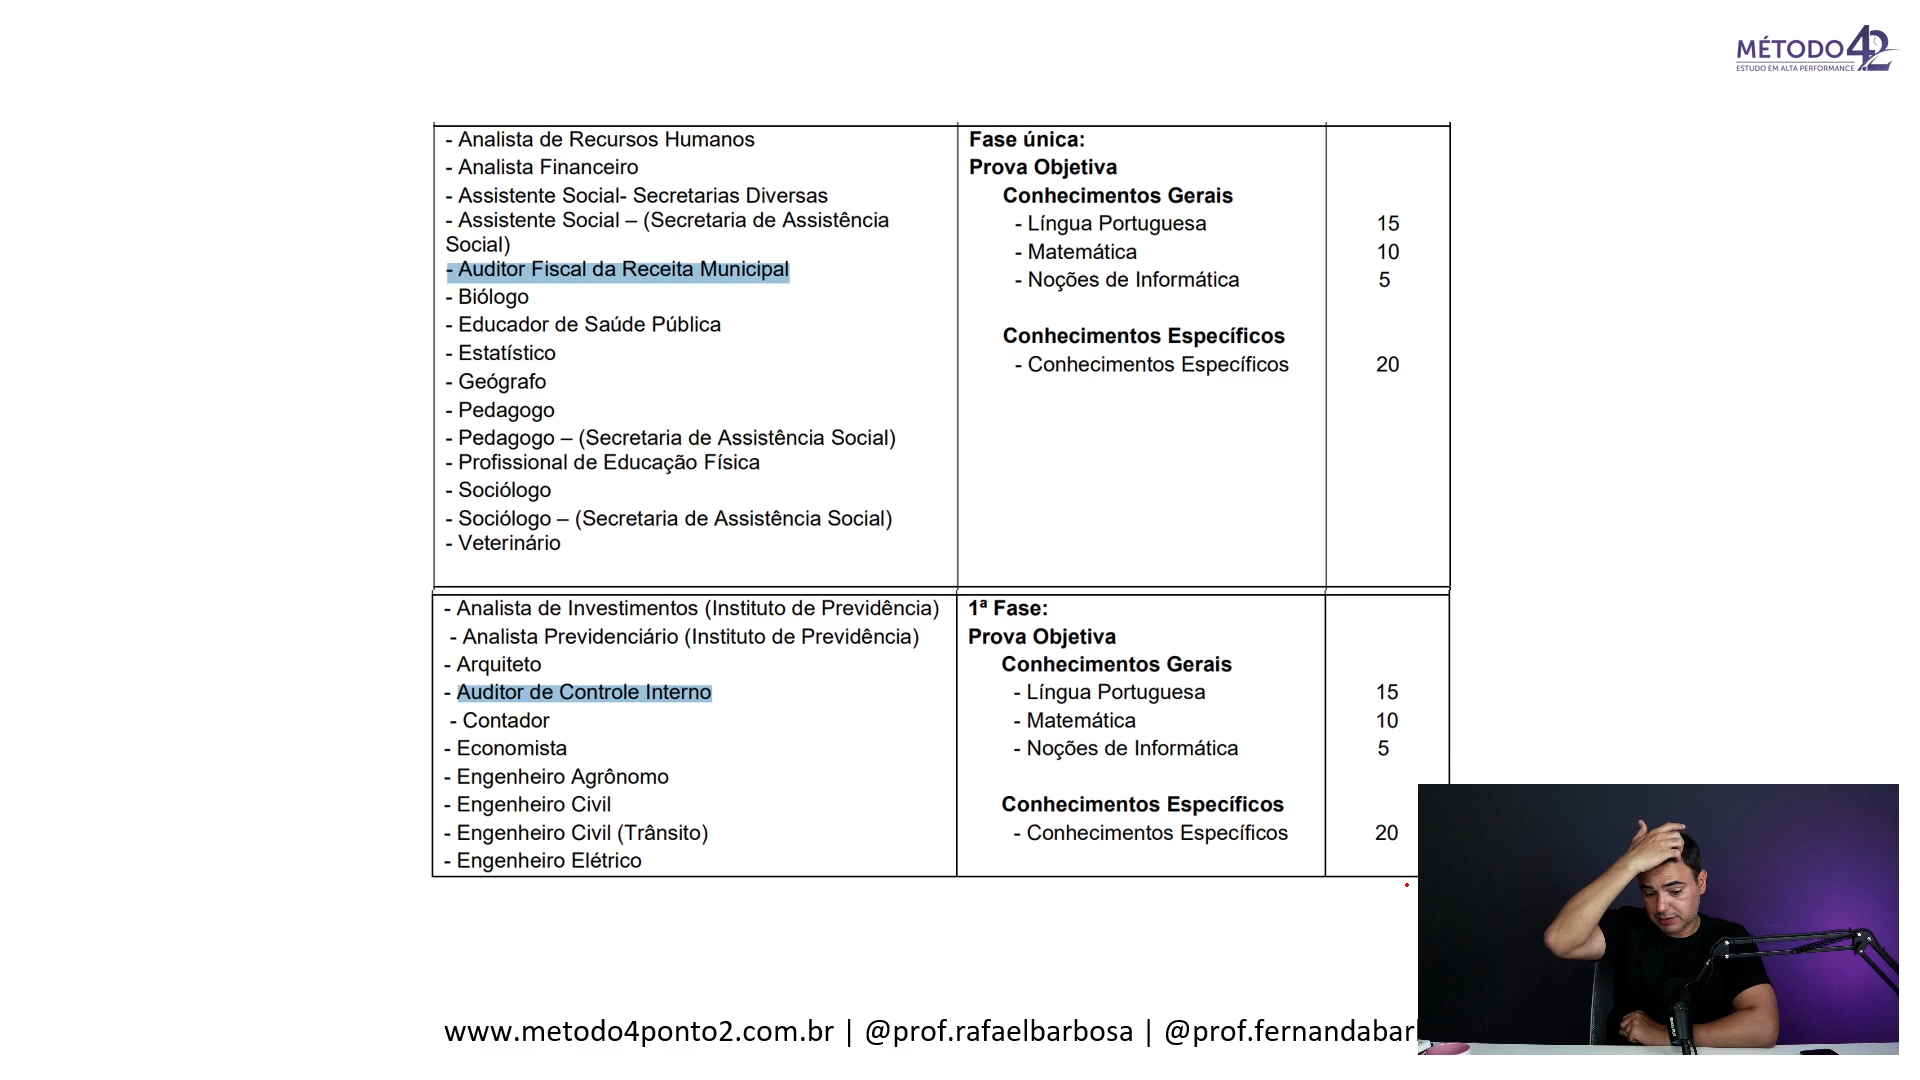 MÉTODO 4.2
ESTUDO EM ALTA PERFORMANCE
- Analista de Recursos Humanos
- Analista Financeiro
- Assistente Social- Secretarias Diversas
- Assistente Social – (Secretaria de Assistência
Social)
- Auditor Fiscal da Receita Municipal
- Biólogo
- Educador de Saúde Pública
- Estatístico
- Geógrafo
- Pedagogo
- Pedagogo – (Secretaria de Assistência Social)
- Profissional de Educação Física
- Sociólogo
- Sociólogo – (Secretaria de Assistência Social)
- Veterinário
Fase única:
Prova Objetiva
Conhecimentos Gerais
- Língua Portuguesa 15
- Matemática 10
- Noções de Informática 5
Conhecimentos Específicos
- Conhecimentos Específicos 20
- Analista de Investimentos (Instituto de Previdência)
- Analista Previdenciário (Instituto de Previdência)
- Arquiteto
- Auditor de Controle Interno
- Contador
- Economista
- Engenheiro Agrônomo
- Engenheiro Civil
- Engenheiro Civil (Trânsito)
- Engenheiro Elétrico
1ª Fase:
Prova Objetiva
Conhecimentos Gerais
- Língua Portuguesa 15
- Matemática 10
- Noções de Informática 5
Conhecimentos Específicos
- Conhecimentos Específicos 20
www.metodo4ponto2.com.br | @prof.rafaelbarbosa | @prof.fernandabar